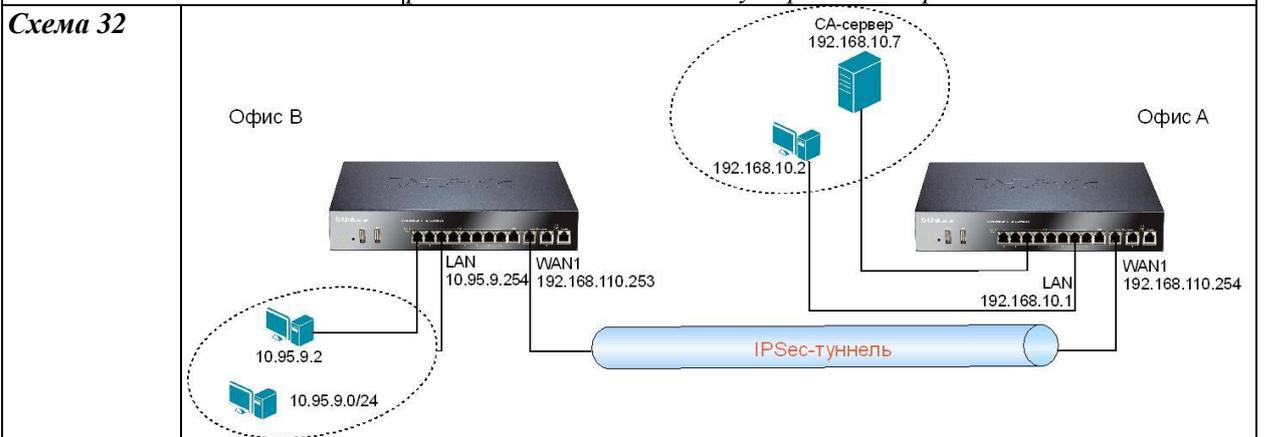 Схема 32
СА-сервер
192.168.10.7
Офис В
Офис А
192.168.10.2
D-Link
LAN
10.95.9.254
WAN1
192.168.110.253
LAN
192.168.10.1
WAN1
192.168.110.254
10.95.9.2
IPSec-туннель
10.95.9.0/24